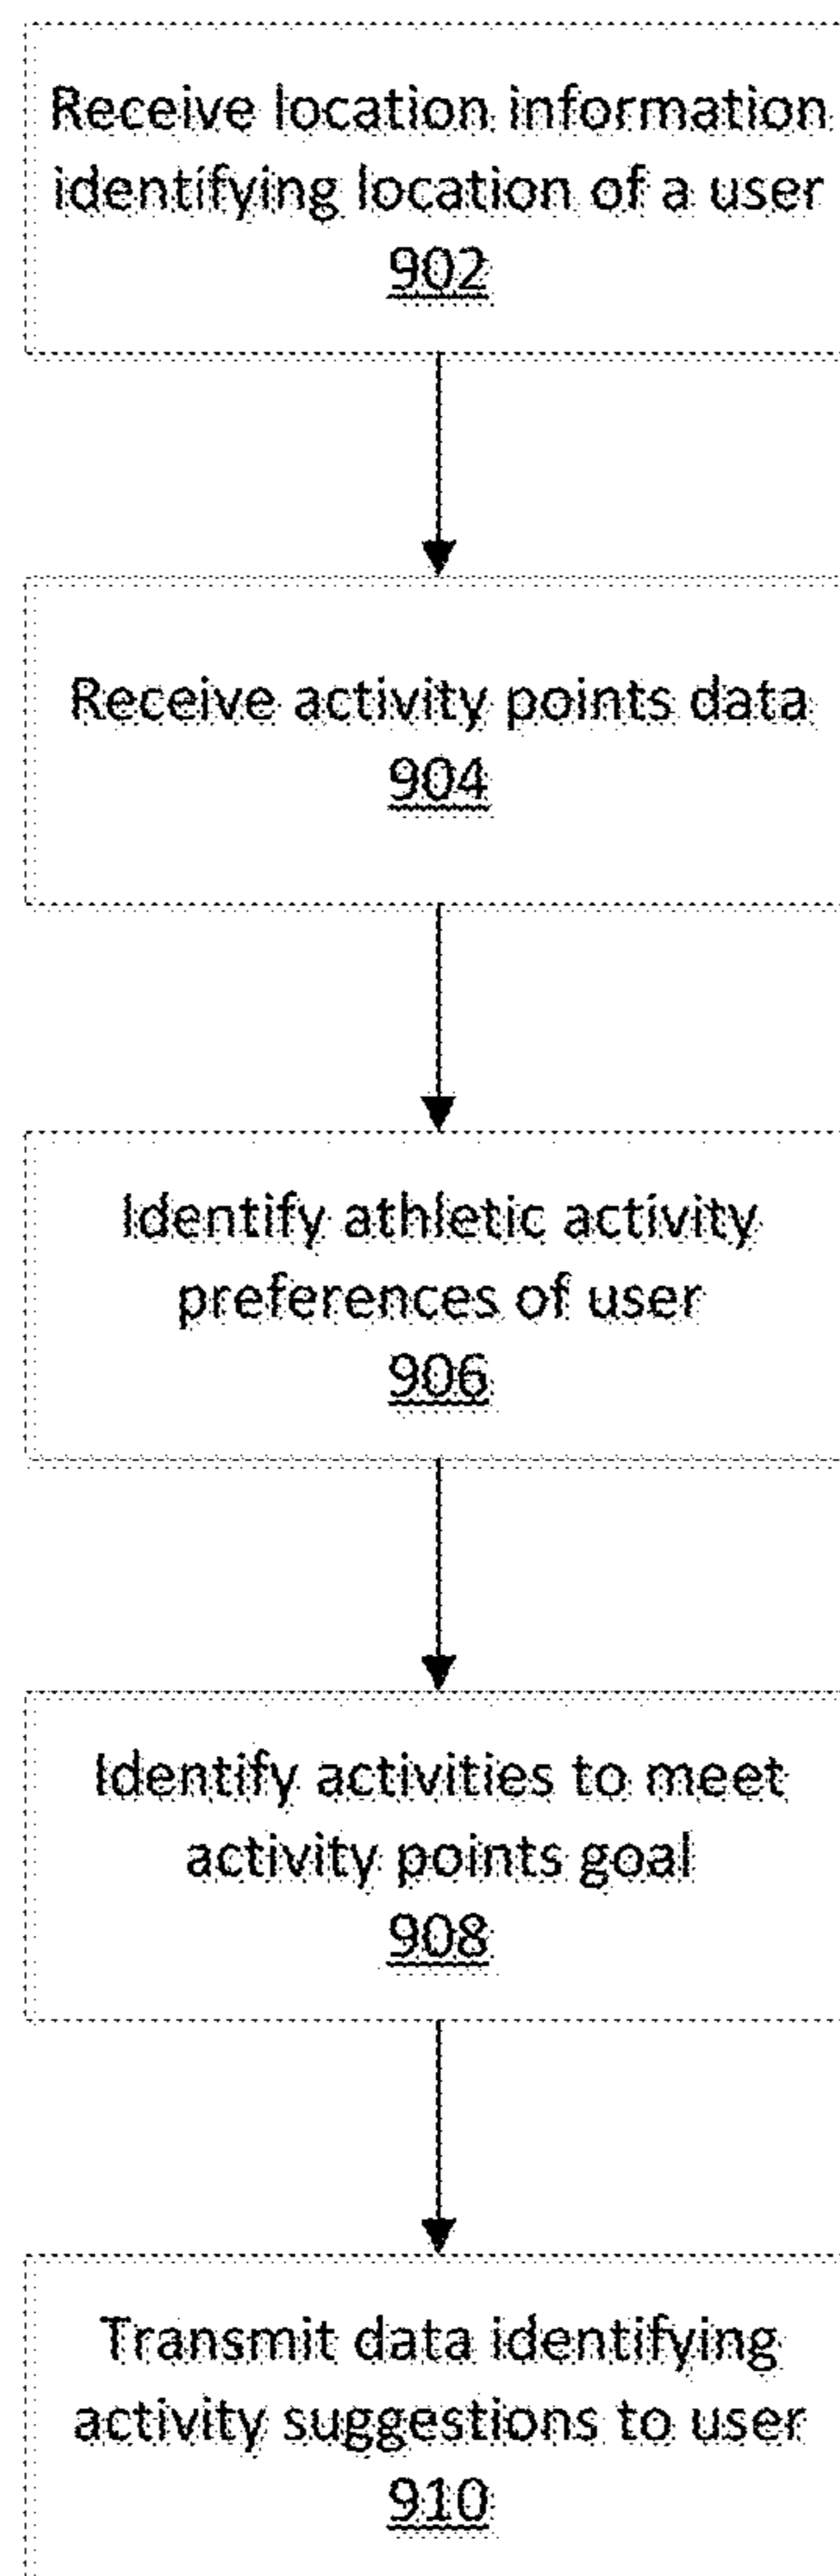 Receive location information
identifying location of a user
902
Receive activity points data
904
Identify athletic activity
preferences of user
906
Identify activities to meet
activity points goal
908
Transmit data identifying
activity suggestions to user
910